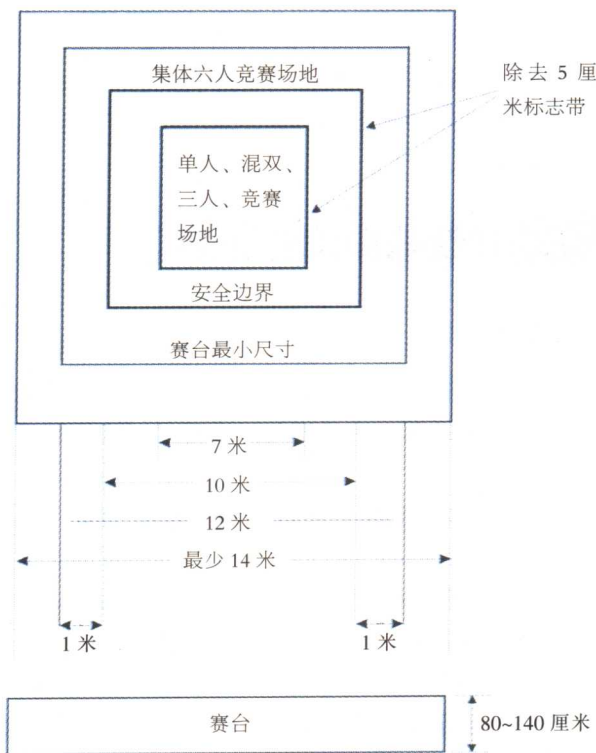 集体六人竞赛场地
除去 5 厘
米标志带
单人、混双、
三人、竞赛
场地
安全边界
赛台最小尺寸
7 米
10 米
12 米
最少 14 米
1 米
1 米
赛台
80~140 厘米